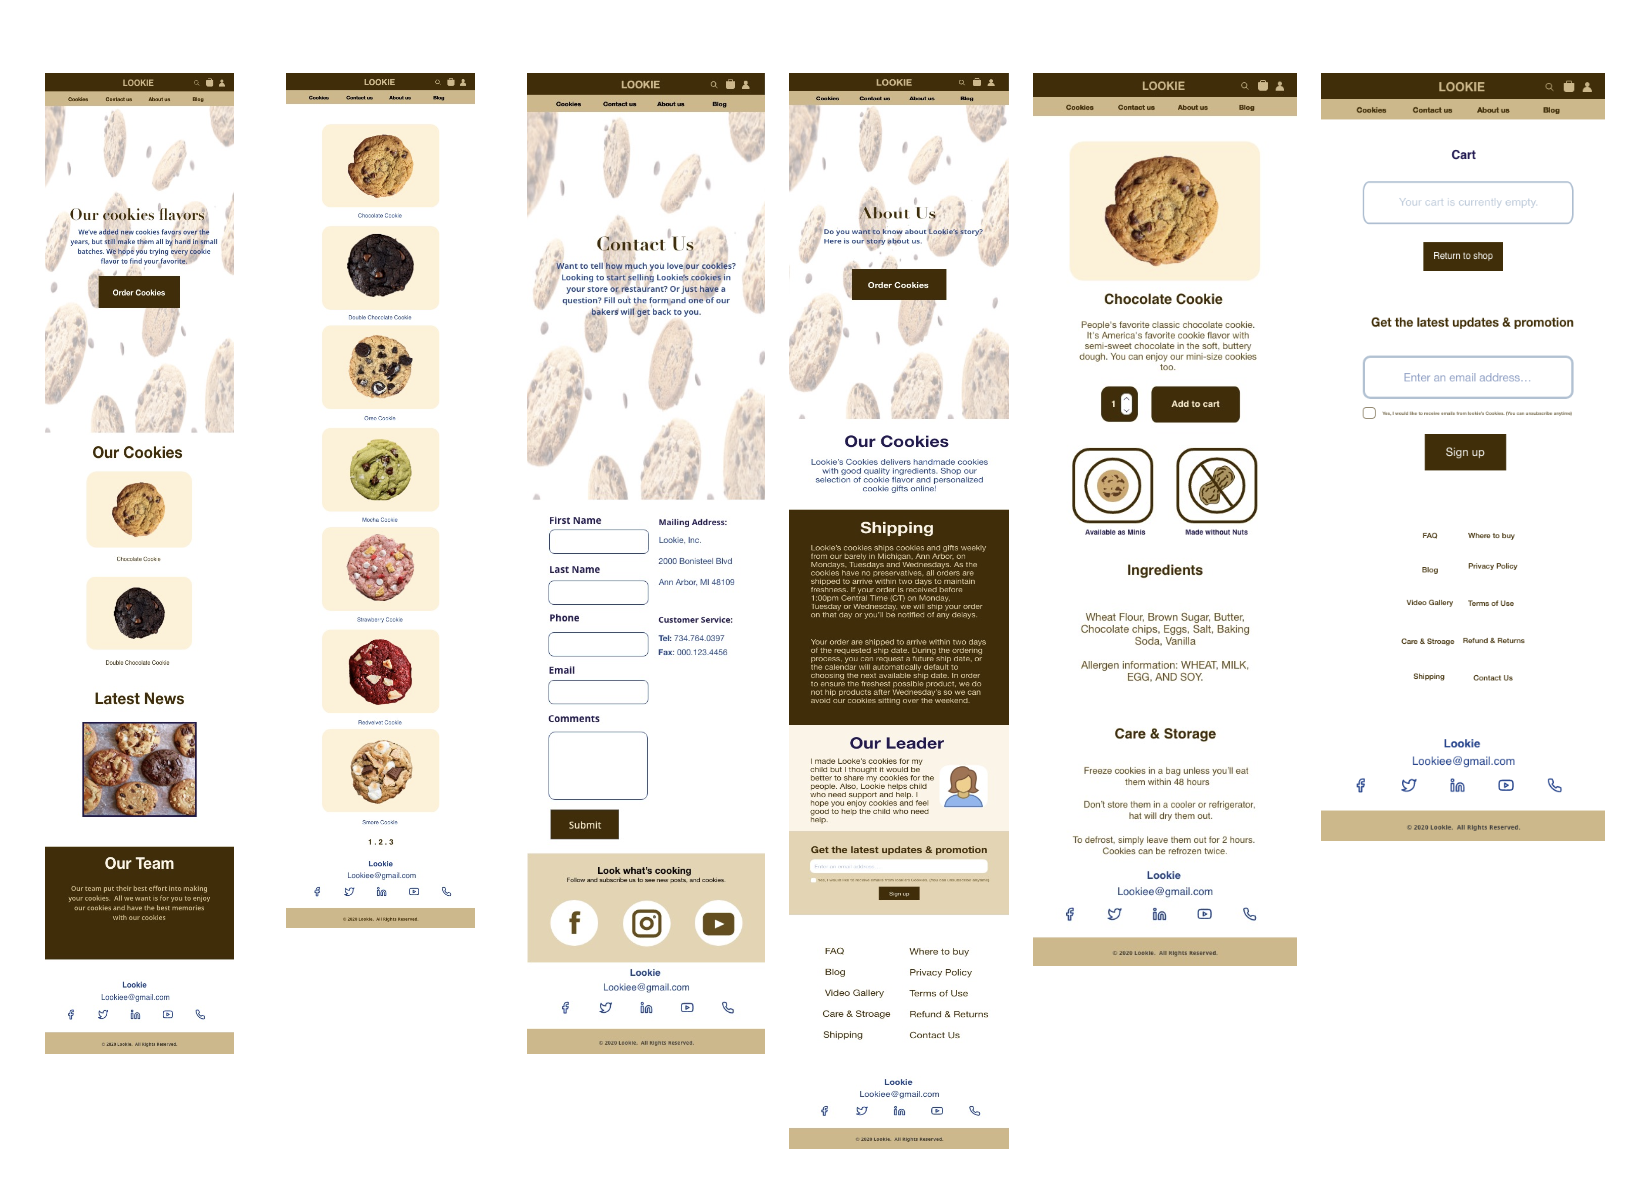 LOOKIE
Cookies Contact us About us Blog
Our cookies flavors
We've added new cookies favors over the
years, but still make them all by hand in small
batches. We hope you trying every cookie
flavor to find your favorite.
Order Cookies
Our Cookies
Chocolate Cookie
Double Chocolate Cookie
Latest News
Our Team
Our team put their best effort into making
your cookies. All we want is for you to enjoy
our cookies and have the best memories
with our cookies
Lookie
Lookiee@gmail.com
© 2020 Lookie. All Rights Reserved.
LOOKIE
Cookies Contact us About us Blog
Chocolate Cookie
Double Chocolate Cookie
Oreo Cookie
Mocha Cookie
Strawberry Cookie
Redvelvet Cookie
Smore Cookie
1 . 2 . 3
Lookie
Lookiee@gmail.com
© 2020 Lookie. All Rights Reserved.
LOOKIE
Cookies Contact us About us Blog
Contact Us
Want to tell how much you love our cookies?
Looking to start selling Lookie's cookies in
your store or restaurant? Or just have a
question? Fill out the form and one of our
bakers will get back to you.
First Name
Last Name
Phone
Email
Comments
Submit
Mailing Address:
Lookie, Inc.
2000 Bonisteel Blvd
Ann Arbor, MI 48109
Customer Service:
Tel: 734.764.0397
Fax: 000.123.4456
Look what's cooking
Follow and subscribe us to see new posts, and cookies.
Lookie
Lookiee@gmail.com
© 2020 Lookie. All Rights Reserved.
LOOKIE
Cookies Contact us About us Blog
About Us
Do you want to know about Lookie's story?
Here is our story about us.
Order Cookies
Our Cookies
Lookie's Cookies delivers handmade cookies
with good quality ingredients. Shop our
selection of cookie flavor and personalized
cookie gifts online!
Shipping
Lookie's cookies ships cookies and gifts weekly
from our barely in Michigan, Ann Arbor, on
Mondays, Tuesdays and Wednesdays. As the
cookies have no preservatives, all orders are
shipped to arrive within two days to maintain
freshness. If your order is received before
1:00pm Central Time (CT) on Monday,
Tuesday or Wednesday, we will ship your order
on that day or you'll be notified of any delays.
Your order are shipped to arrive within two days
of the requested ship date. During the ordering
process, you can request a future ship date, or
the calendar will automatically default to
choosing the next available ship date. In order
to ensure the freshest possible product, we do
not hip products after Wednesday's so we can
avoid our cookies sitting over the weekend.
Our Leader
I made Looke's cookies for my
child but I thought it would be
better to share my cookies for the
people. Also, Lookie helps child
who need support and help. I
hope you enjoy cookies and feel
good to help the child who need
help.
Get the latest updates & promotion
Enter an email address...
Yes, I would like to receive emails from lookie's Cookies. (You can unsubscribe anytime)
Sign up
FAQ Where to buy
Blog Privacy Policy
Video Gallery Terms of Use
Care & Stroage Refund & Returns
Shipping Contact Us
Lookie
Lookiee@gmail.com
© 2020 Lookie. All Rights Reserved.
LOOKIE
Cookies Contact us About us Blog
Chocolate Cookie
People's favorite classic chocolate cookie.
It's America's favorite cookie flavor with
semi-sweet chocolate in the soft, buttery
dough. You can enjoy our mini-size cookies
too.
1 Add to cart
Available as Minis Made without Nuts
Ingredients
Wheat Flour, Brown Sugar, Butter,
Chocolate chips, Eggs, Salt, Baking
Soda, Vanilla
Allergen information: WHEAT, MILK,
EGG, AND SOY.
Care & Storage
Freeze cookies in a bag unless you'll eat
them within 48 hours
Don't store them in a cooler or refrigerator,
hat will dry them out.
To defrost, simply leave them out for 2 hours.
Cookies can be refrozen twice.
Lookie
Lookiee@gmail.com
© 2020 Lookie. All Rights Reserved.
LOOKIE
Cookies Contact us About us Blog
Cart
Your cart is currently empty.
Return to shop
Get the latest updates & promotion
Enter an email address...
Yes, I would like to receive emails from lookie's Cookies. (You can unsubscribe anytime)
Sign up
FAQ Where to buy
Blog Privacy Policy
Video Gallery Terms of Use
Care & Stroage Refund & Returns
Shipping Contact Us
Lookie
Lookiee@gmail.com
© 2020 Lookie. All Rights Reserved.